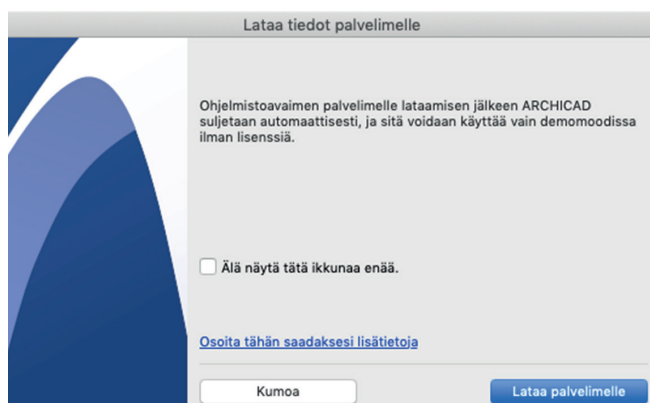 Lataa tiedot palvelimelle
Ohjelmistoavaimen palvelimelle lataamisen jälkeen ARCHICAD
suljetaan automaattisesti, ja sitä voidaan käyttää vain demomoodissa
ilman lisenssiä.
Älä näytä tätä ikkunaa enää.
Osoita tähän saadaksesi lisätietoja
Kumoa
Lataa palvelimelle